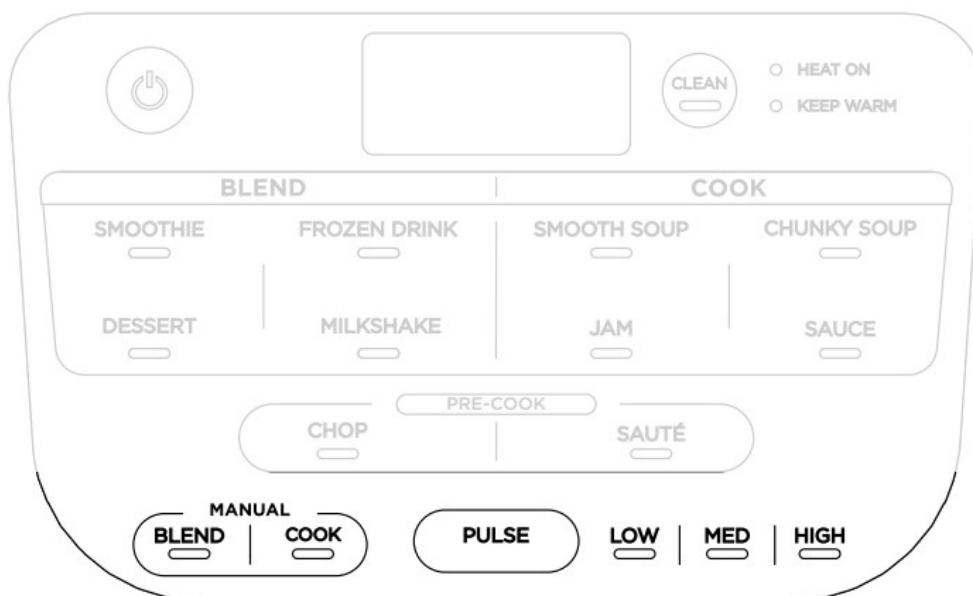 CLEAN
HEAT ON
KEEP WARM
BLEND COOK
SMOOTHIE FROZEN DRINK SMOOTH SOUP CHUNKY SOUP
DESSERT MILKSHAKE JAM SAUCE
PRE-COOK
CHOP SAUTÉ
MANUAL
BLEND COOK PULSE LOW MED HIGH